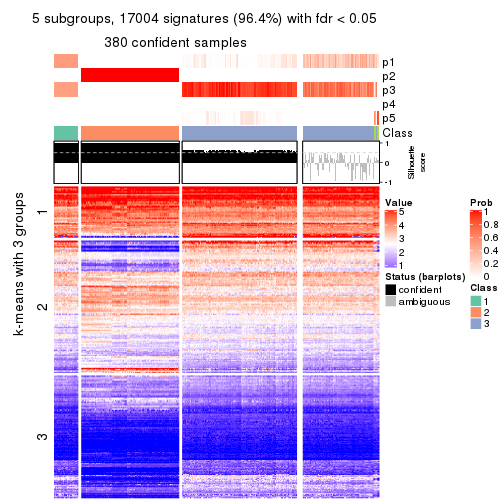 5 subgroups, 17004 signatures (96.4%) with fdr < 0.05
380 confident samples
p1
p2
p3
p4
p5
Class
1
0
-1
Silhouette
score
k-means with 3 groups
1
2
3
Value
5
4
3
2
1
Status (barplots)
confident
ambiguous
Prob
1
0.8
0.6
0.4
0.2
0
Class
1
2
3